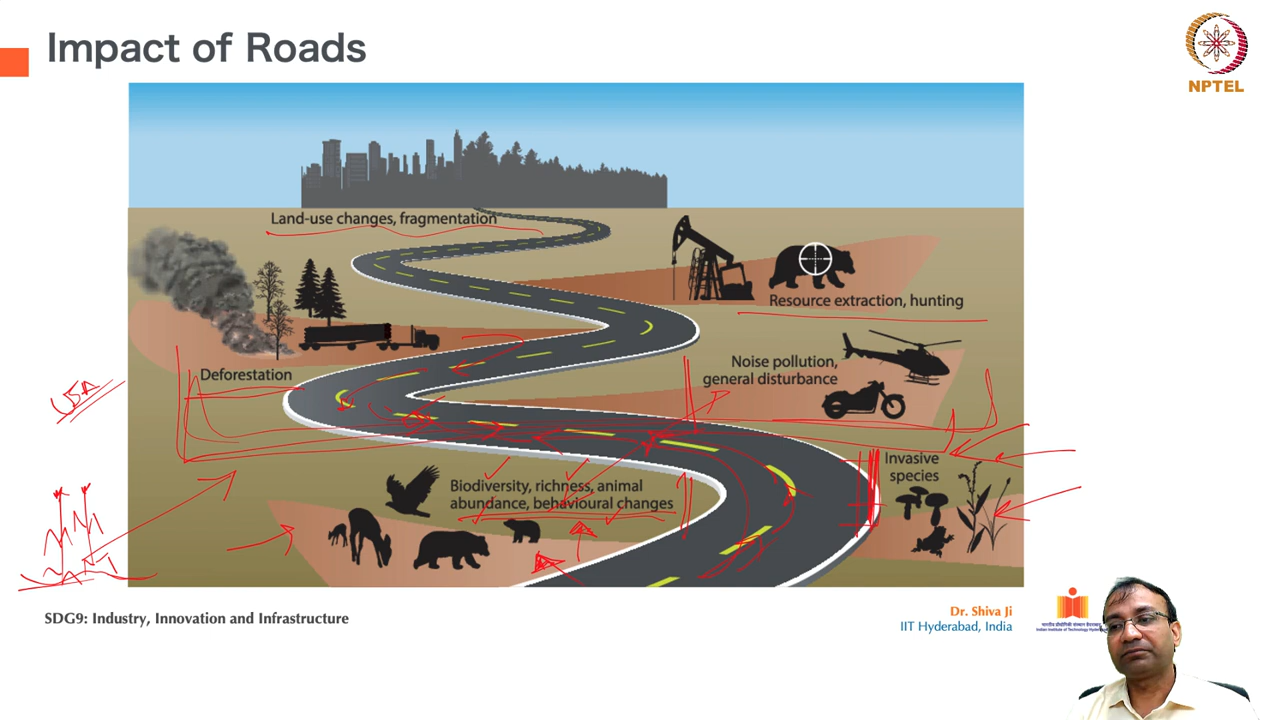 Impact of Roads
NPTEL
Land-use changes, fragmentation
Resource extraction, hunting
Noise pollution,
general disturbance
Deforestation
USA
Invasive
species
Biodiversity, richness, animal
abundance, behavioural changes
SDG9: Industry, Innovation and Infrastructure
Dr. Shiva Ji
IIT Hyderabad, India